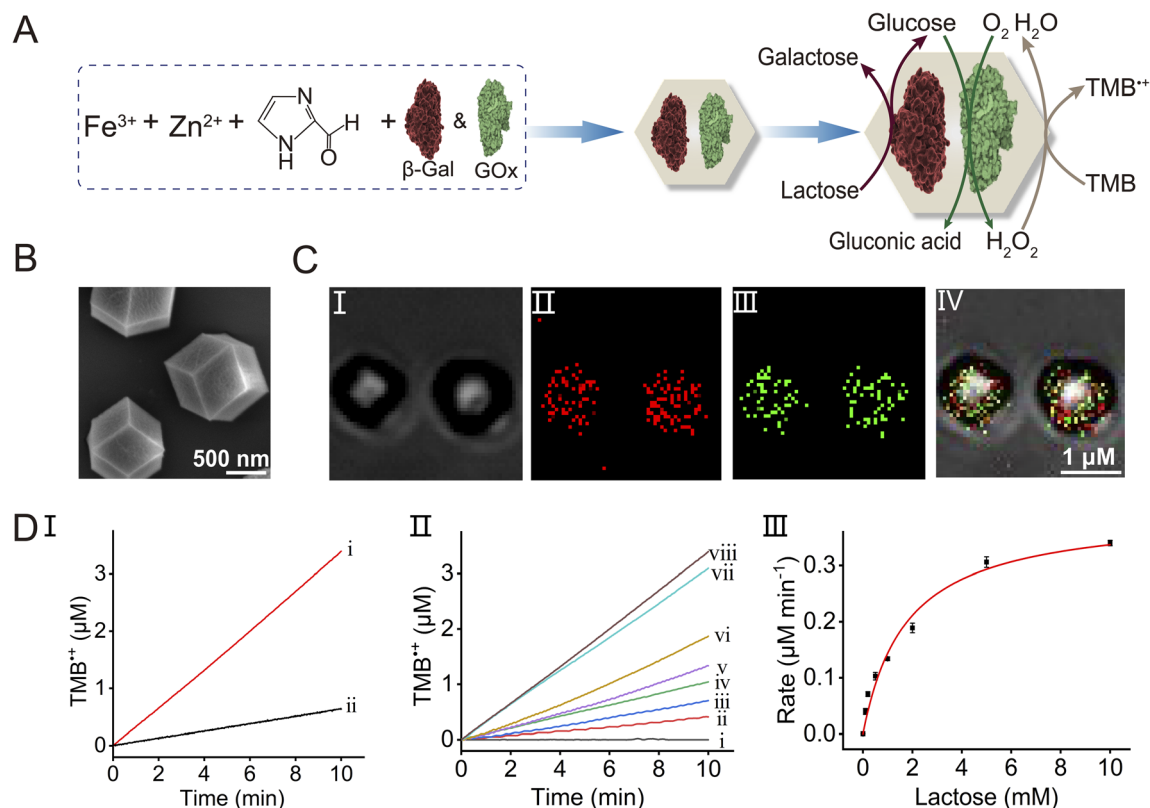 A
Fe³⁺ + Zn²⁺ + N NH H O + & 
β-Gal GOx
Glucose O₂ H₂O
Galactose
TMB•⁺
Lactose
TMB
Gluconic acid H₂O₂
B
500 nm
C
I
II
III
IV
1 μM
D I
TMB•⁺ (μM)
3
2
1
0
i
ii
0 2 4 6 8 10
Time (min)
II
TMB•⁺ (μM)
3
2
1
0
viii
vii
vi
v
iv
iii
ii
i
0 2 4 6 8 10
Time (min)
III
Rate (μM min⁻¹)
0.3
0.2
0.1
0.0
0 2 4 6 8 10
Lactose (mM)